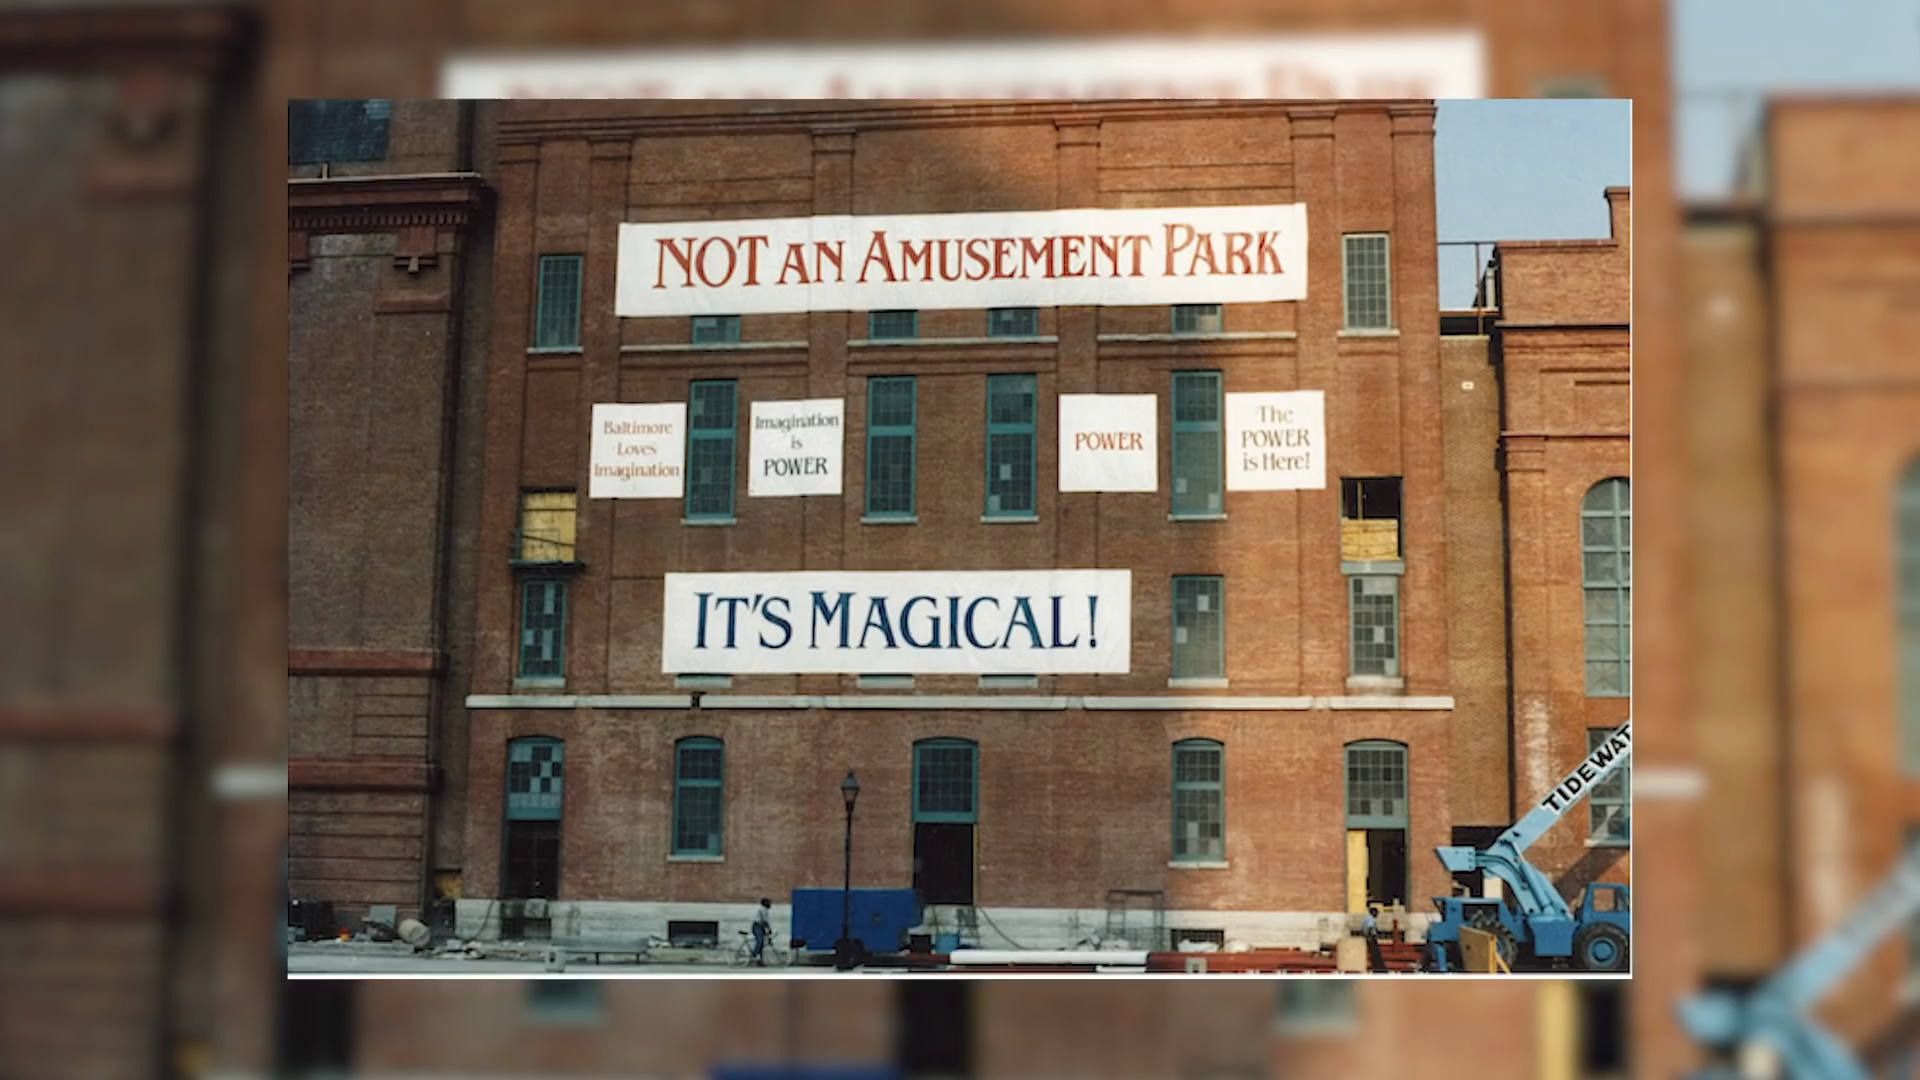 NOT AN AMUSEMENT PARK
Baltimore
Loves
Imagination
Imagination
is
POWER
POWER
The
POWER
is Here!
IT'S MAGICAL!
TIDEWAT